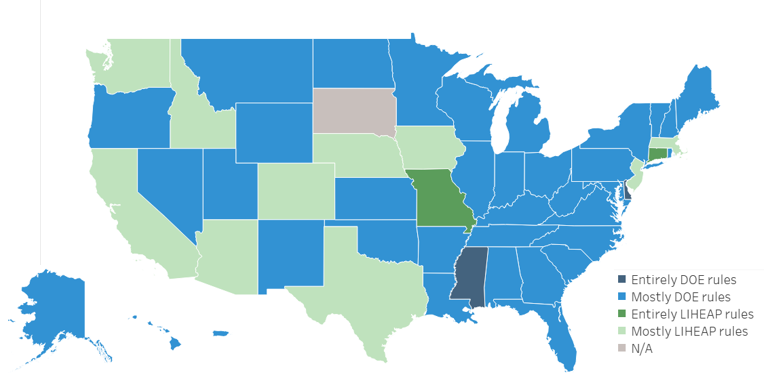 Entirely DOE rules
Mostly DOE rules
Entirely LIHEAP rules
Mostly LIHEAP rules
N/A